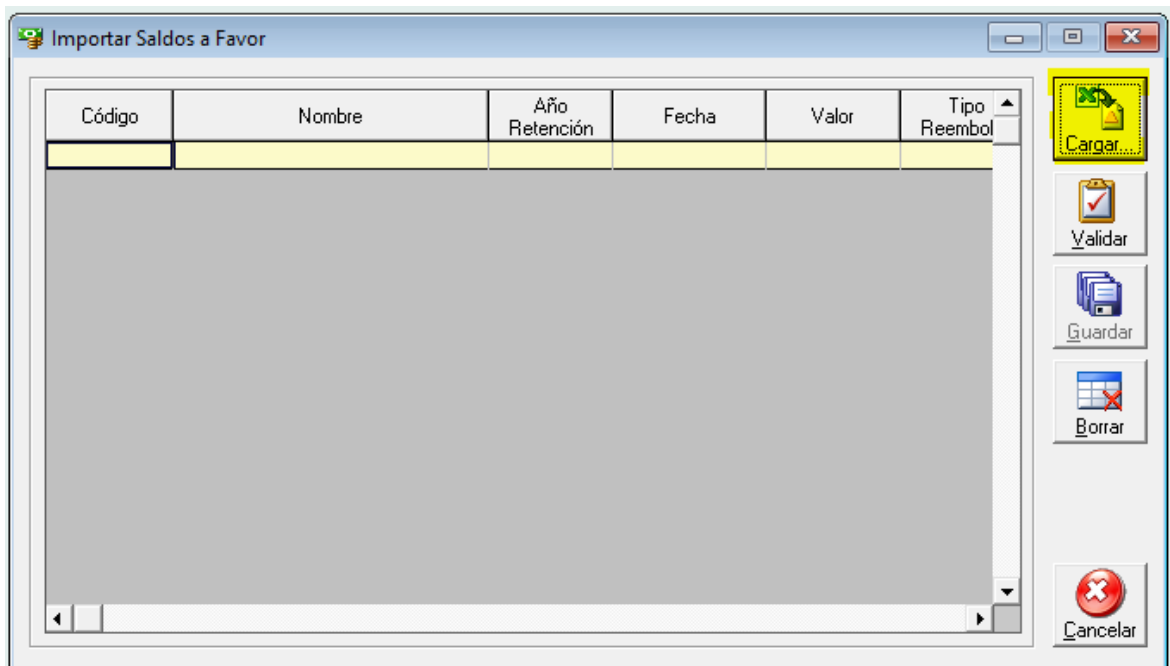 Importar Saldos a Favor
Código
Nombre
Año
Retención
Fecha
Valor
Tipo
Reembol
Cargar...
Validar
Guardar
Borrar
Cancelar